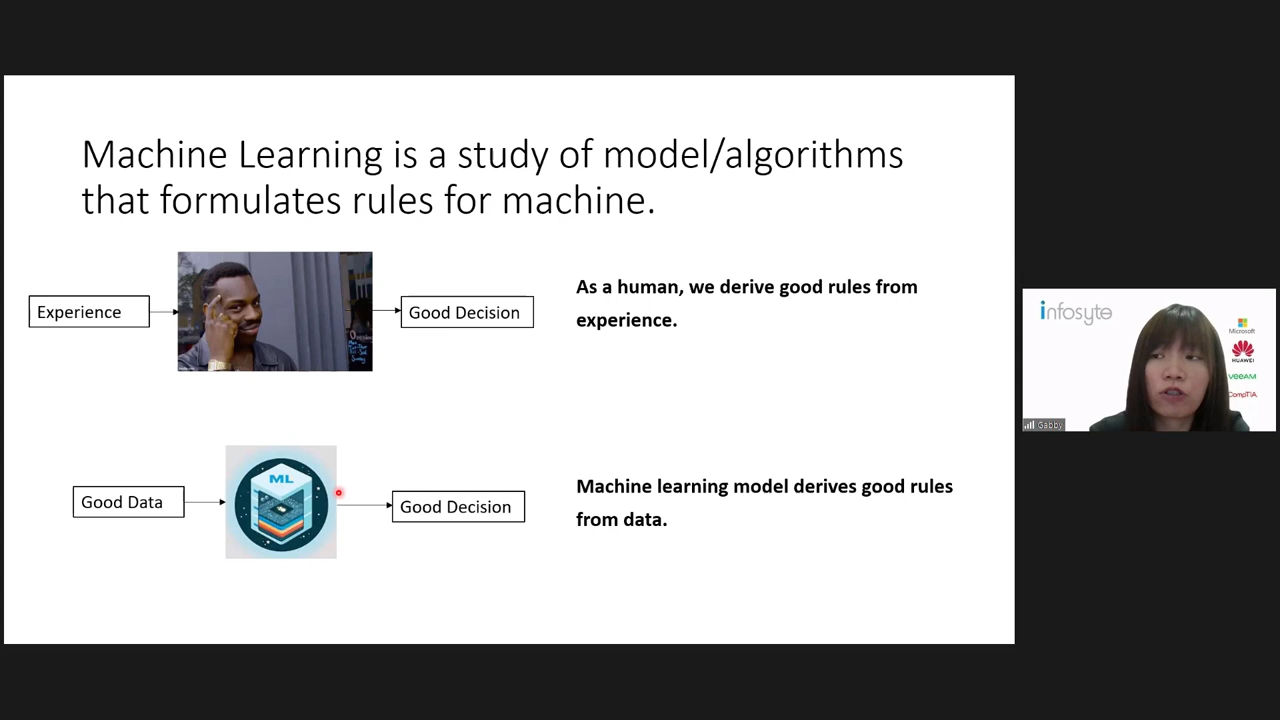 Machine Learning is a study of model/algorithms
that formulates rules for machine.
Experience
Good Decision
As a human, we derive good rules from
experience.
Good Data
ML
Good Decision
Machine learning model derives good rules
from data.
infosyte
Microsoft
HUAWEI
veeam
CompTIA
Gabby